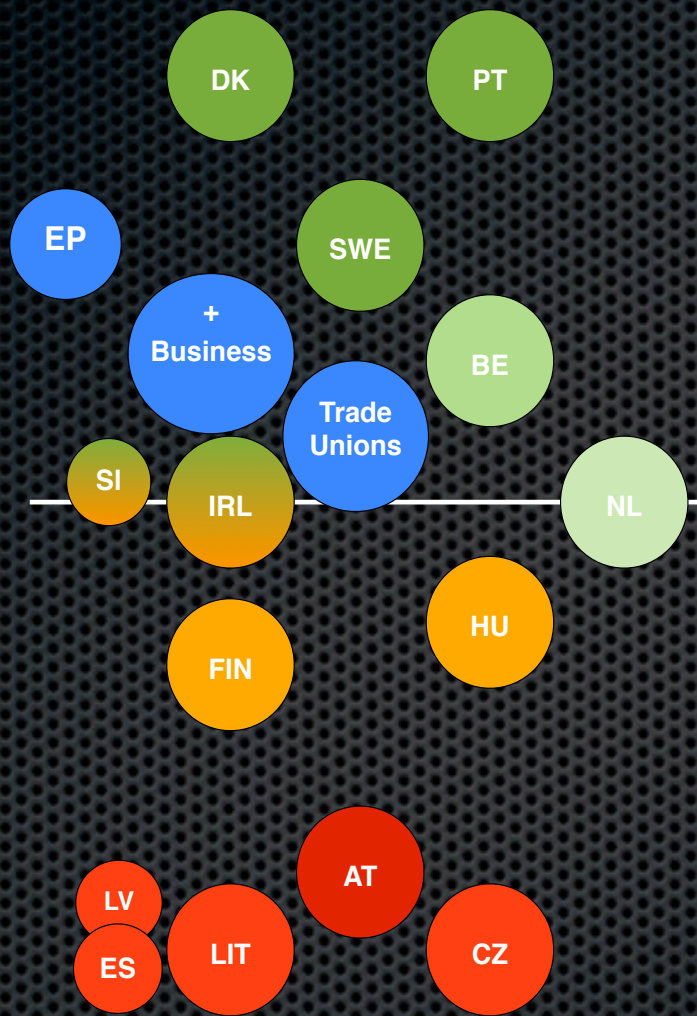 DK
PT
EP
SWE
+
Business
BE
Trade
Unions
SI
IRL
NL
HU
FIN
AT
LV
LIT
CZ
ES